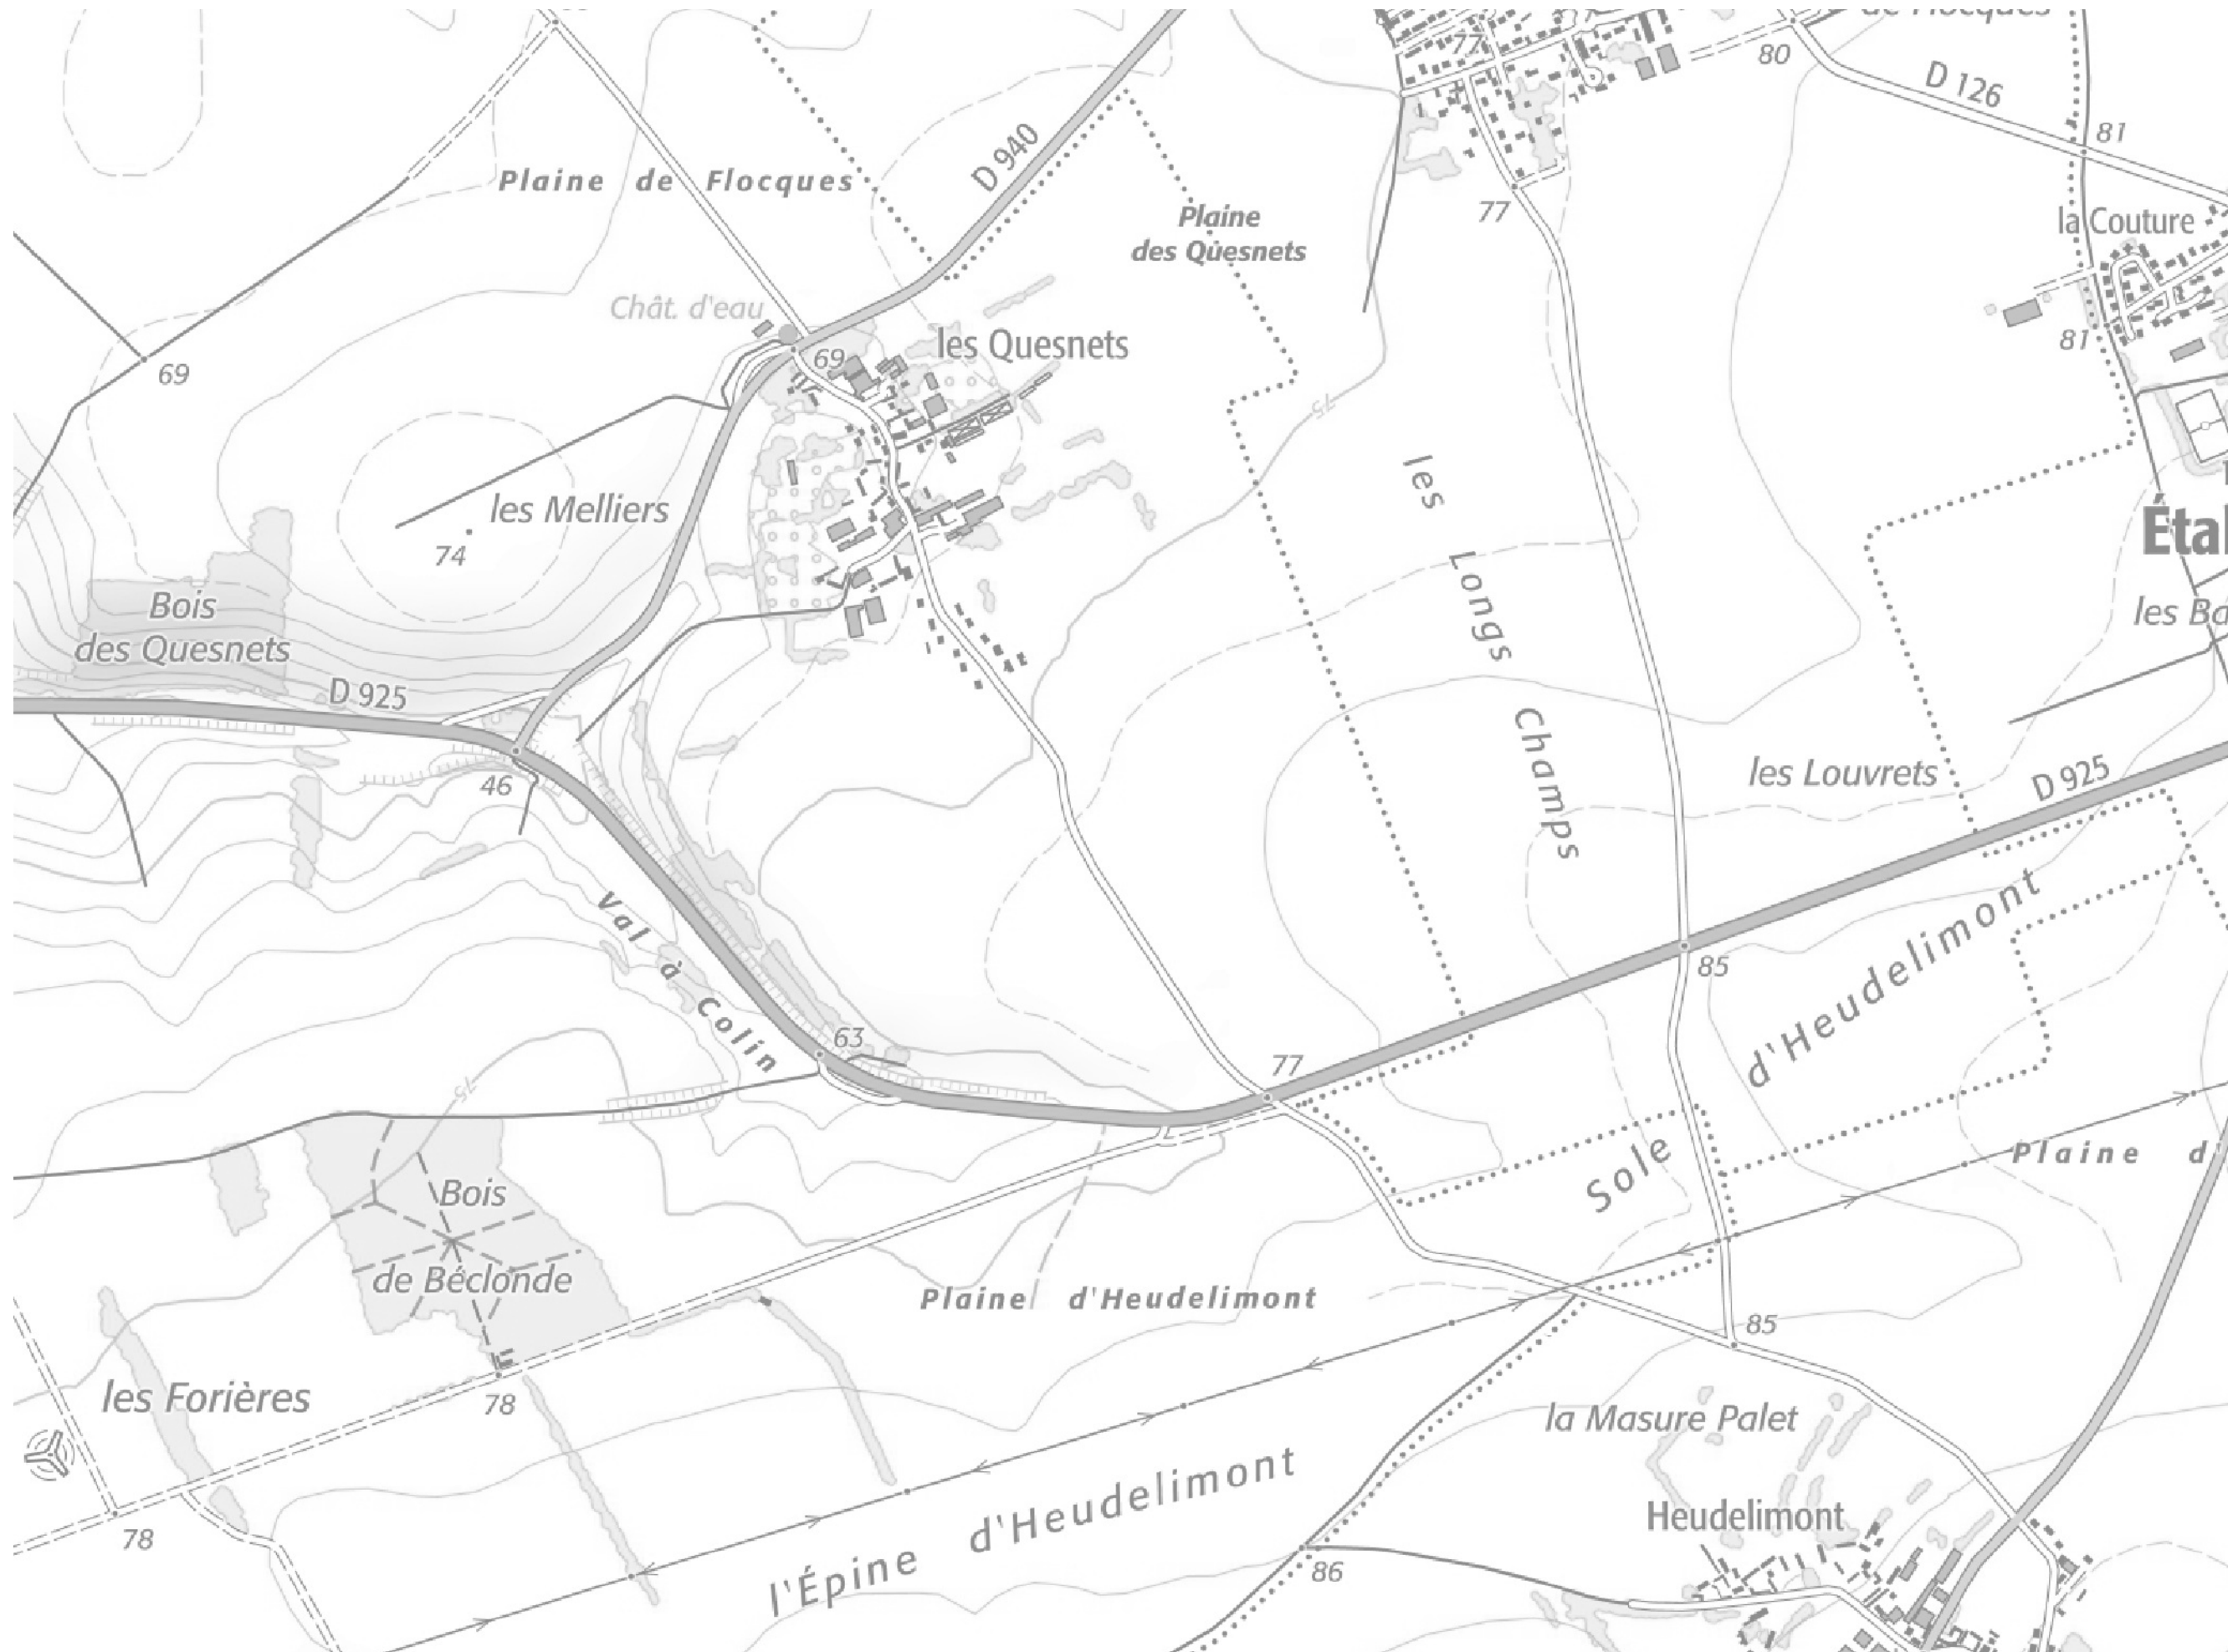 77
80
D 126
81
D 940
Plaine de Flocques
77
Plaine
des Quesnets
la Couture
Chât. d'eau
69
les Quesnets
69
81
75
les
les Melliers
74
Longs
Bois
des Quesnets
D 925
Champs
46
les Louvrets
D 925
Val à Colin
85
d'Heudelimont
63
77
75
Sole
Plaine
Bois
de Béclonde
Plaine d'Heudelimont
85
les Forières
78
la Masure Palet
l'Épine d'Heudelimont
Heudelimont
78
86